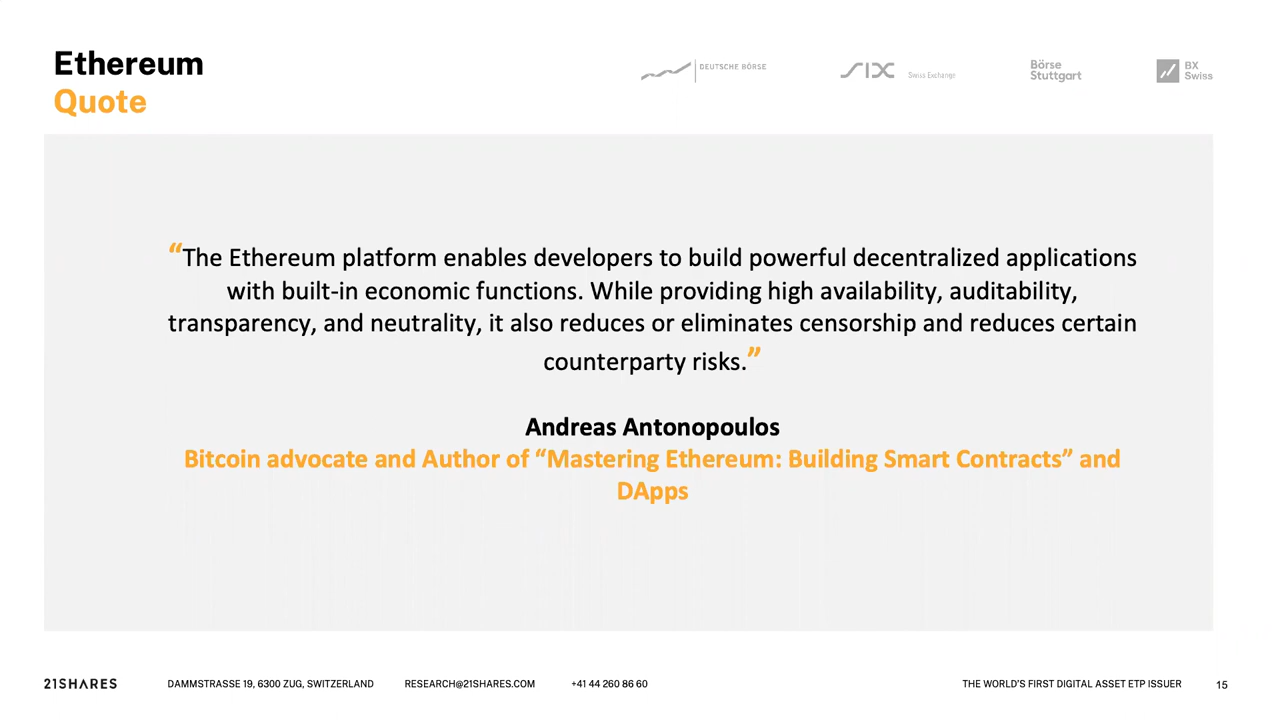 Ethereum
Quote
DEUTSCHE BÖRSE
SIX
Swiss Exchange
Börse
Stuttgart
BX
Swiss
“The Ethereum platform enables developers to build powerful decentralized applications
with built-in economic functions. While providing high availability, auditability,
transparency, and neutrality, it also reduces or eliminates censorship and reduces certain
counterparty risks.”
Andreas Antonopoulos
Bitcoin advocate and Author of “Mastering Ethereum: Building Smart Contracts” and
DApps
21SHARES
DAMMSTRASSE 19, 6300 ZUG, SWITZERLAND
RESEARCH@21SHARES.COM
+41 44 260 86 60
THE WORLD'S FIRST DIGITAL ASSET ETP ISSUER
15